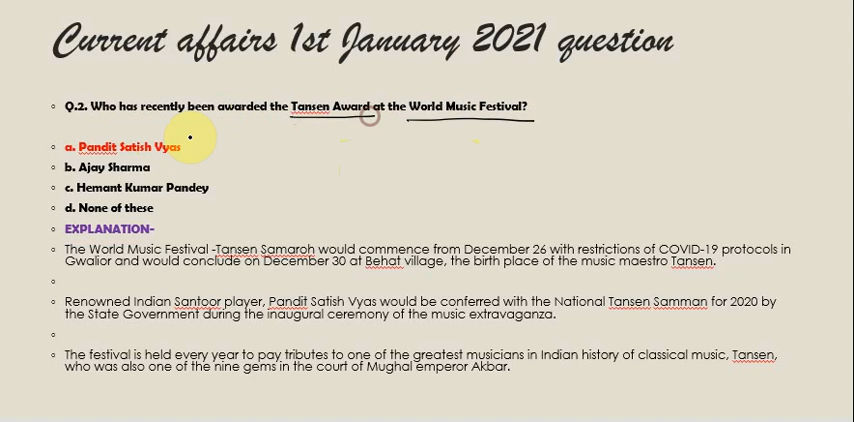 Current affairs 1st January 2021 question
Q.2. Who has recently been awarded the Tansen Award at the World Music Festival?
a. Pandit Satish Vyas
b. Ajay Sharma
c. Hemant Kumar Pandey
d. None of these
EXPLANATION-
The World Music Festival -Tansen Samaroh would commence from December 26 with restrictions of COVID-19 protocols in
Gwalior and would conclude on December 30 at Behat village, the birth place of the music maestro Tansen.
Renowned Indian Santoor player, Pandit Satish Vyas would be conferred with the National Tansen Samman for 2020 by
the State Government during the inaugural ceremony of the music extravaganza.
The festival is held every year to pay tributes to one of the greatest musicians in Indian history of classical music, Tansen,
who was also one of the nine gems in the court of Mughal emperor Akbar.